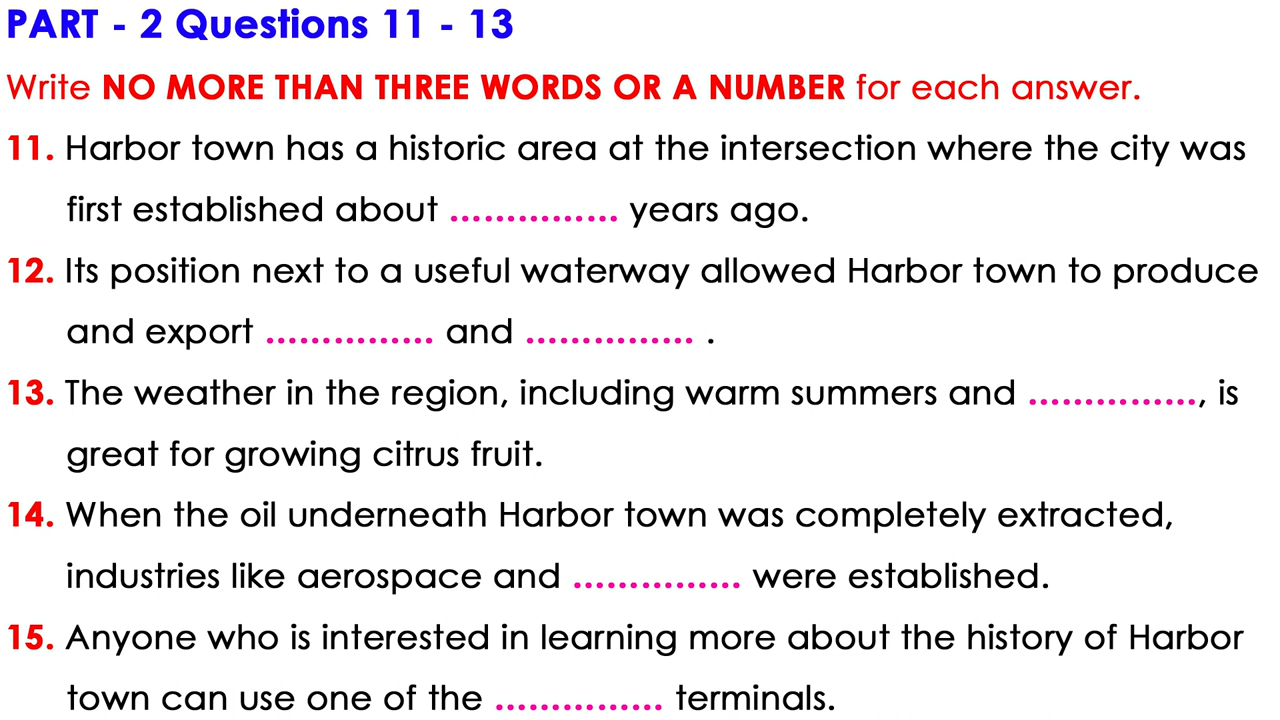 PART - 2 Questions 11 - 13
Write NO MORE THAN THREE WORDS OR A NUMBER for each answer.
11. Harbor town has a historic area at the intersection where the city was
first established about ............... years ago.
12. Its position next to a useful waterway allowed Harbor town to produce
and export ............... and ............... .
13. The weather in the region, including warm summers and ..............., is
great for growing citrus fruit.
14. When the oil underneath Harbor town was completely extracted,
industries like aerospace and ............... were established.
15. Anyone who is interested in learning more about the history of Harbor
town can use one of the ............... terminals.